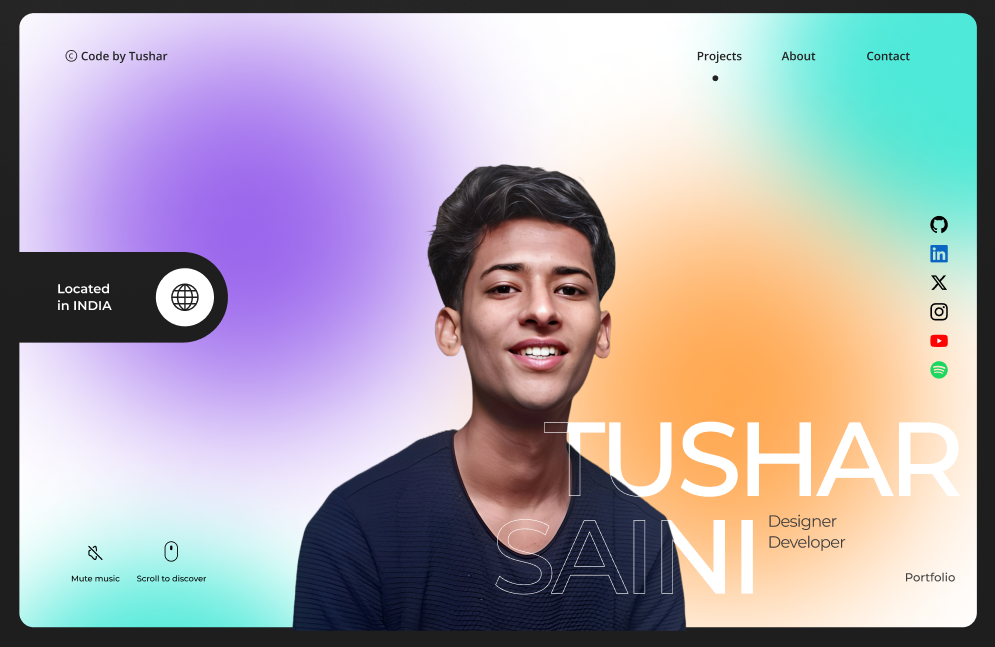 © Code by Tushar
Projects
About
Contact
Located
in INDIA
TUSHAR
SAINI
Designer
Developer
Mute music
Scroll to discover
Portfolio